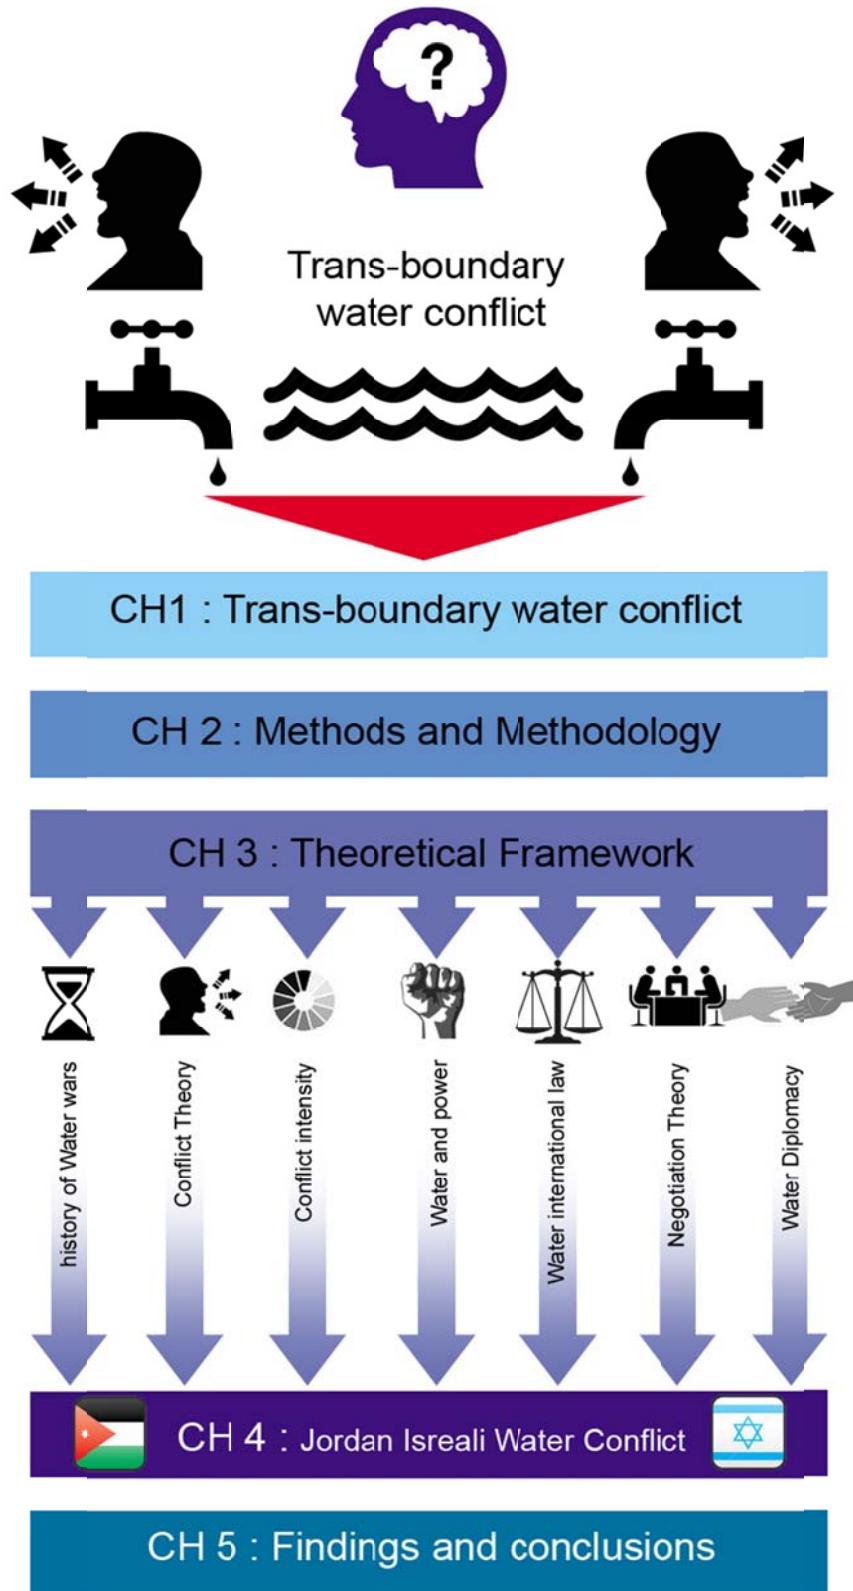 ?
Trans-boundary
water conflict
CH1 : Trans-boundary water conflict
CH 2 : Methods and Methodology
CH 3 : Theoretical Framework
history of Water wars
Conflict Theory
Conflict intensity
Water and power
Water international law
Negotiation Theory
Water Diplomacy
CH 4 : Jordan Isreali Water Conflict
CH 5 : Findings and conclusions